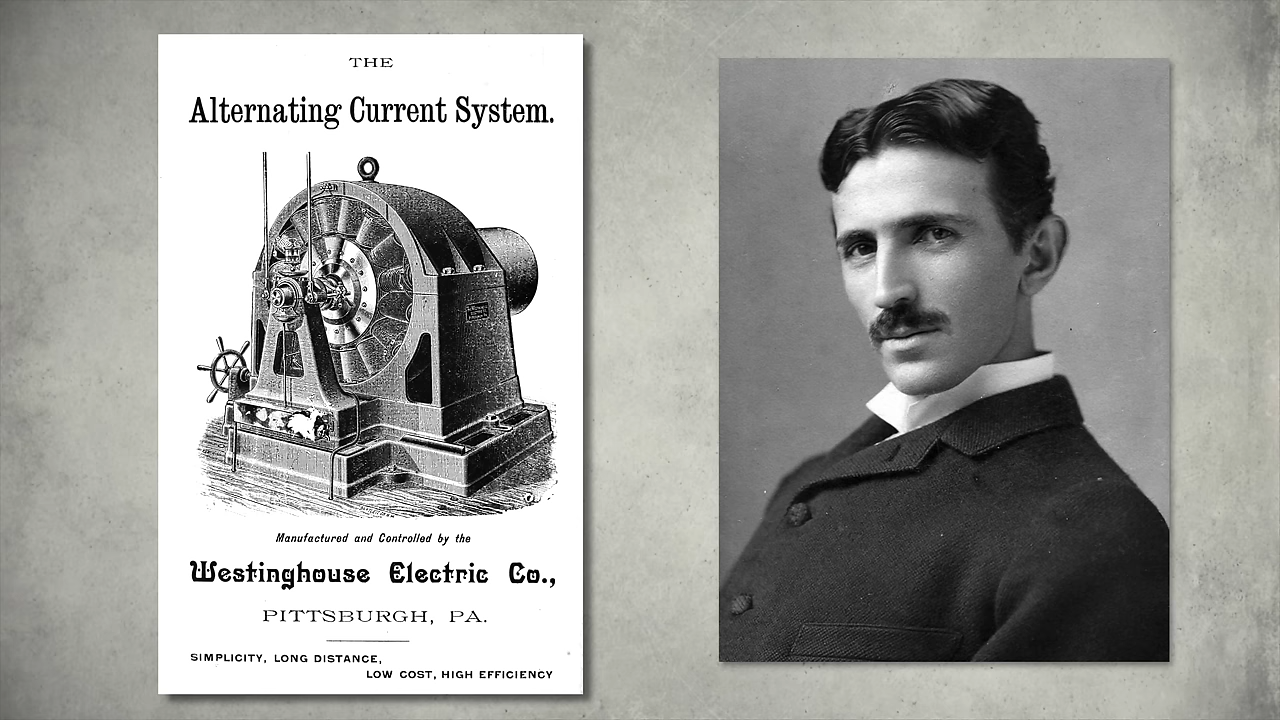 THE
Alternating Current System.
Manufactured and Controlled by the
Westinghouse Electric Co.,
PITTSBURGH, PA.
SIMPLICITY, LONG DISTANCE,
LOW COST, HIGH EFFICIENCY